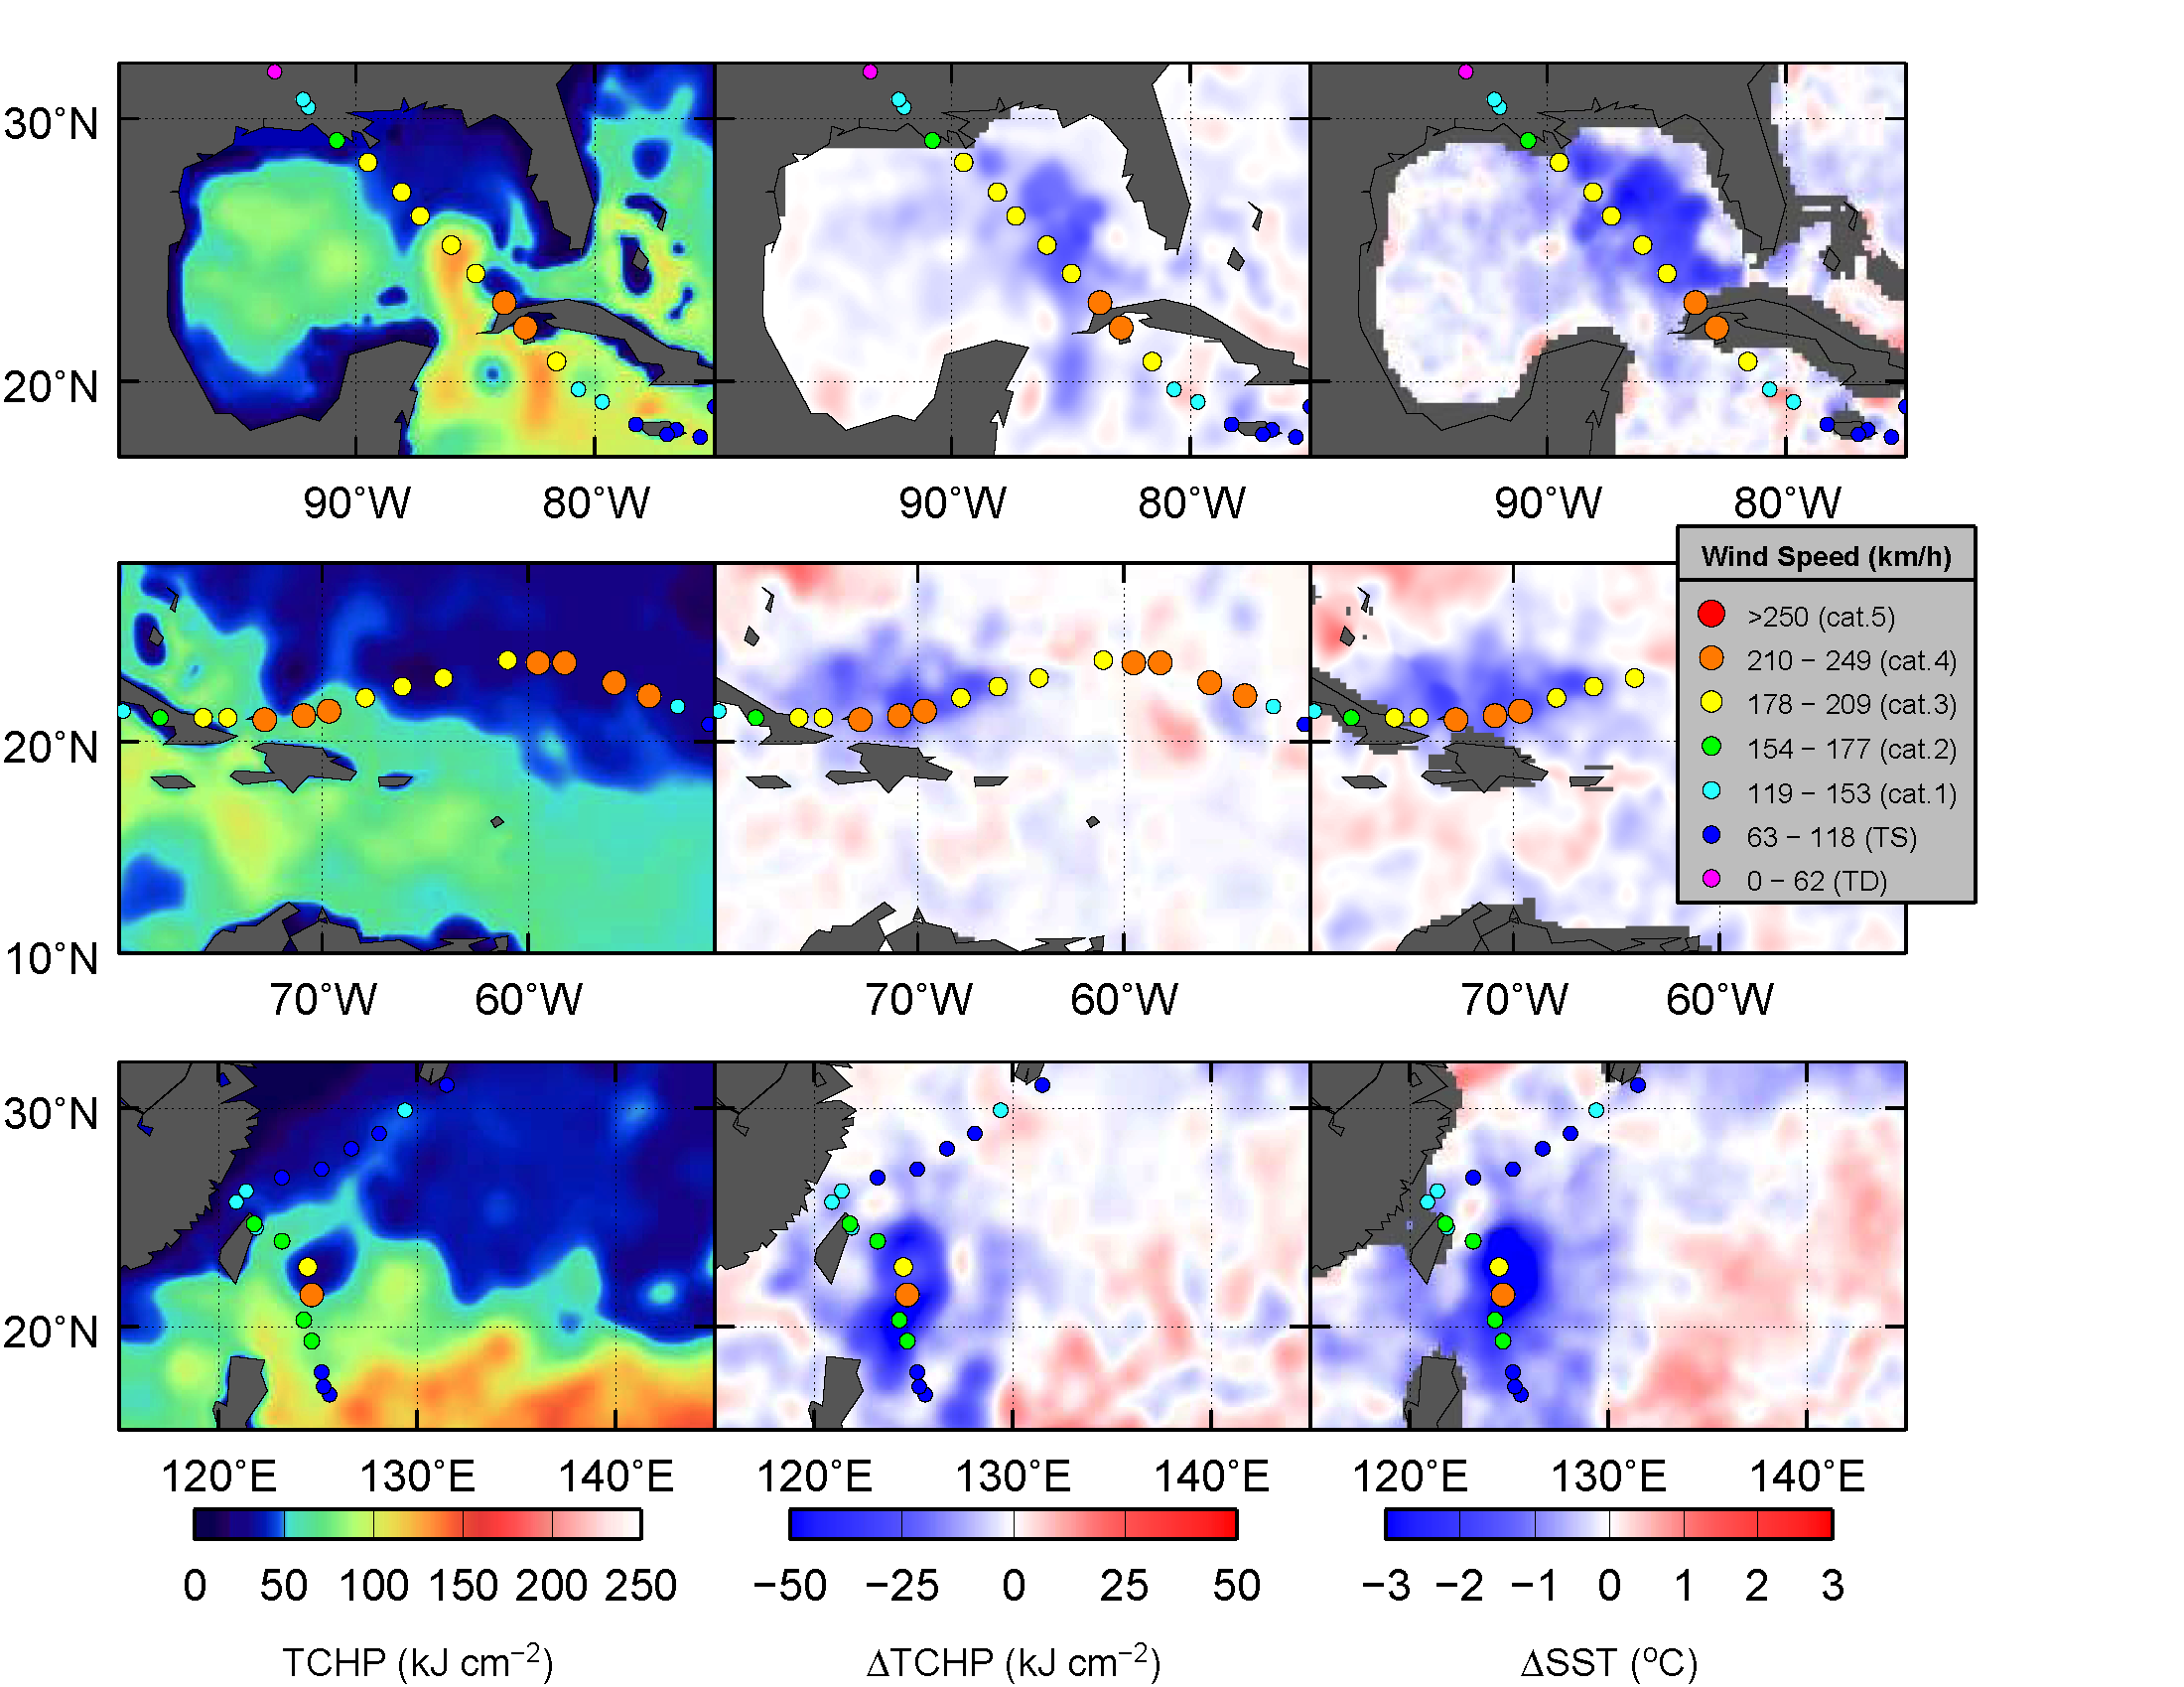 30°N
20°N
90°W 80°W 90°W 80°W 90°W 80°W
Wind Speed (km/h)
>250 (cat.5)
210 − 249 (cat.4)
178 − 209 (cat.3)
154 − 177 (cat.2)
119 − 153 (cat.1)
63 − 118 (TS)
0 − 62 (TD)
20°N
10°N
70°W 60°W 70°W 60°W 70°W 60°W
30°N
20°N
120°E 130°E 140°E 120°E 130°E 140°E 120°E 130°E 140°E
0 50 100 150 200 250 −50 −25 0 25 50 −3 −2 −1 0 1 2 3
TCHP (kJ cm⁻²) ΔTCHP (kJ cm⁻²) ΔSST (ºC)